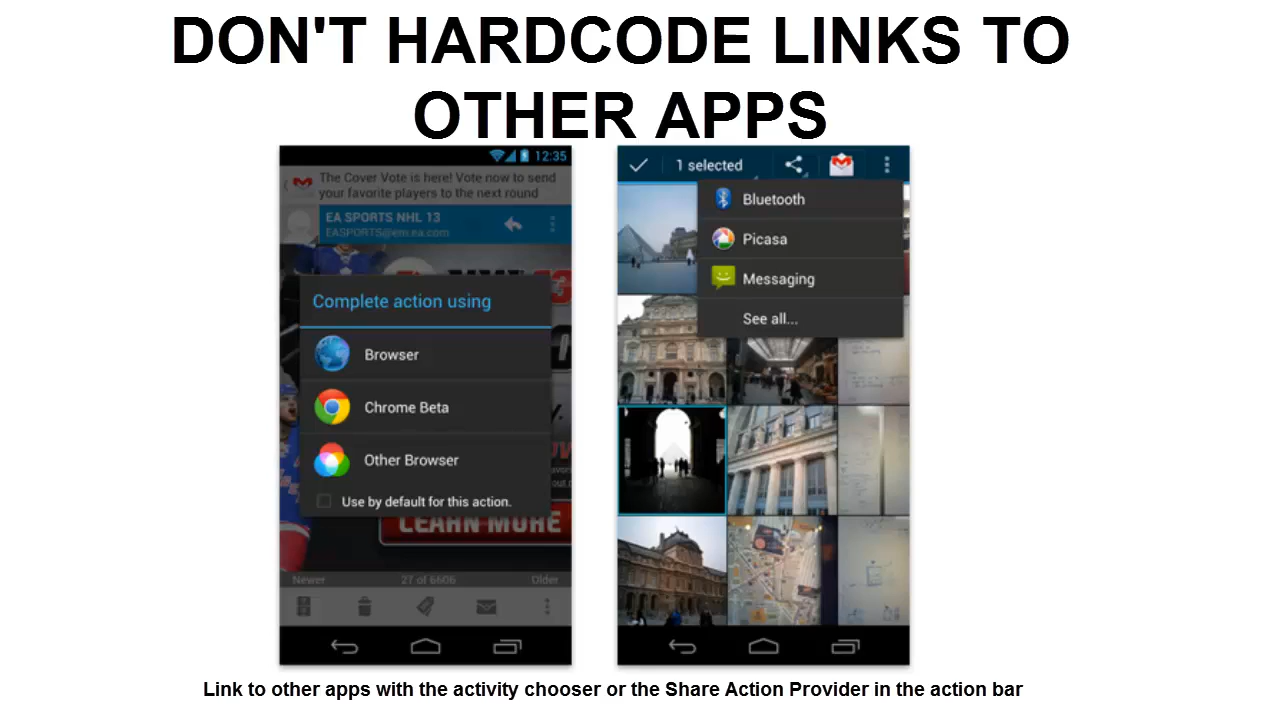 DON'T HARDCODE LINKS TO
OTHER APPS
12:35
The Cover Vote is here! Vote now to send
your favorite players to the next round
EA SPORTS NHL 13
EASPORTS@em.ea.com
Complete action using
Browser
Chrome Beta
Other Browser
Use by default for this action.
LEARN MORE
Newer
27 of 6606
Older
1 selected
Bluetooth
Picasa
Messaging
See all...
Link to other apps with the activity chooser or the Share Action Provider in the action bar